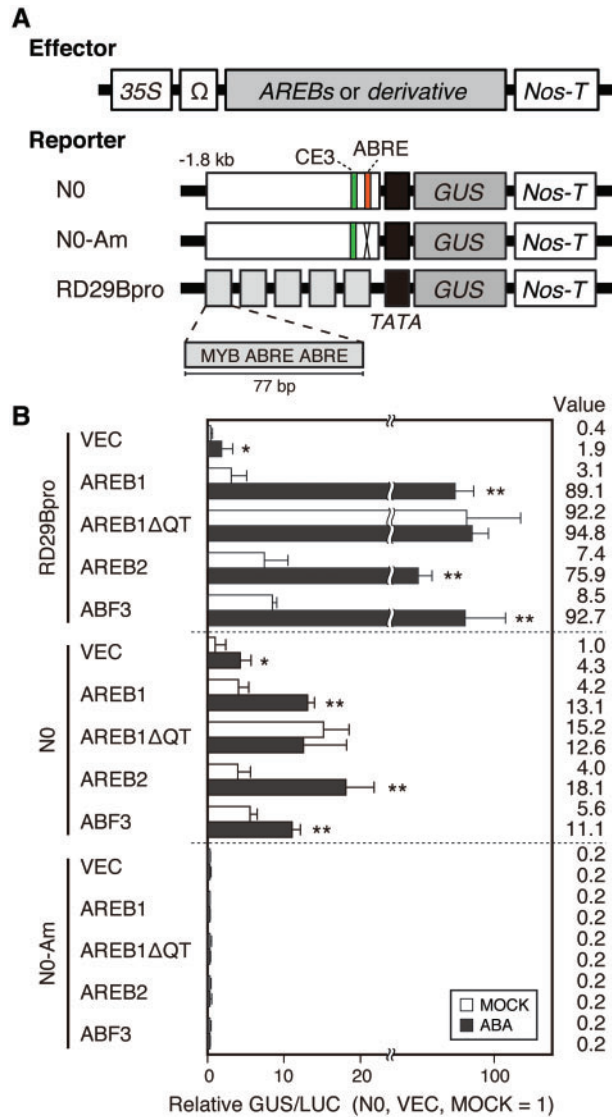 A
Effector
35S Ω AREBs or derivative Nos-T
Reporter
-1.8 kb CE3 ABRE
N0 GUS Nos-T
N0-Am GUS Nos-T
RD29Bpro GUS Nos-T
TATA
MYB ABRE ABRE
77 bp
B Value
RD29Bpro
VEC 0.4
* 1.9
AREB1 3.1
** 89.1
AREB1ΔQT 92.2
94.8
AREB2 7.4
** 75.9
ABF3 8.5
** 92.7
N0
VEC 1.0
* 4.3
AREB1 4.2
** 13.1
AREB1ΔQT 15.2
12.6
AREB2 4.0
** 18.1
ABF3 5.6
** 11.1
N0-Am
VEC 0.2
0.2
AREB1 0.2
0.2
AREB1ΔQT 0.2
0.2
AREB2 0.2
0.2
ABF3 0.2
0.2
MOCK
ABA
0 10 20 100
Relative GUS/LUC (N0, VEC, MOCK = 1)